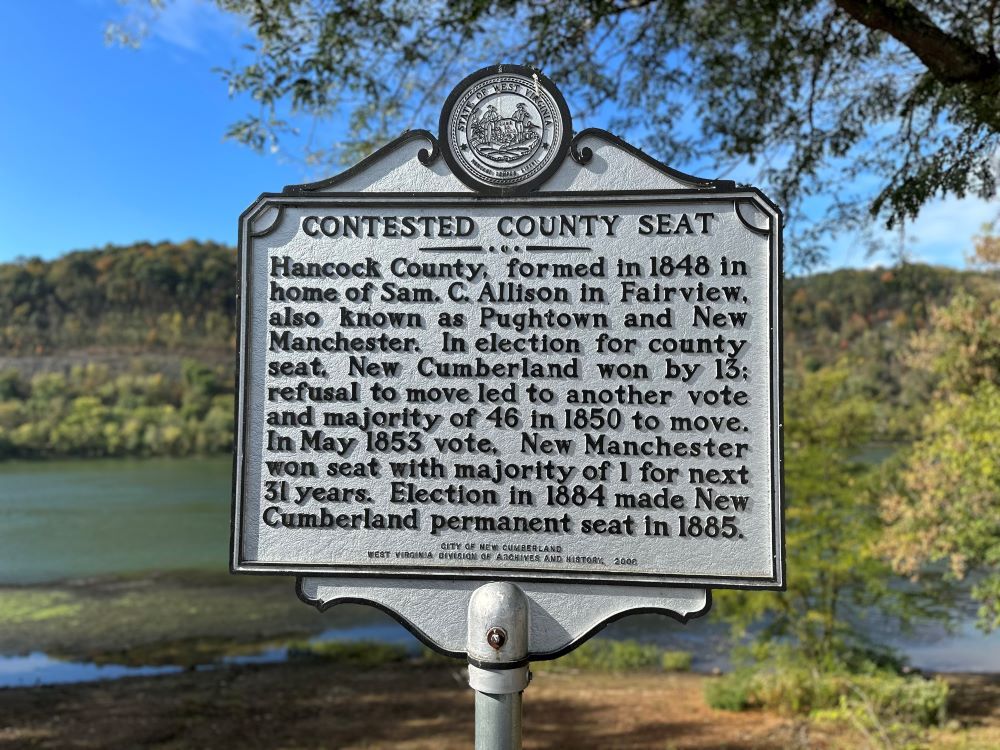 STATE OF WEST VIRGINIA
CONTESTED COUNTY SEAT
Hancock County, formed in 1848 in
home of Sam. C. Allison in Fairview,
also known as Pughtown and New
Manchester. In election for county
seat, New Cumberland won by 13;
refusal to move led to another vote
and majority of 46 in 1850 to move.
In May 1853 vote, New Manchester
won seat with majority of 1 for next
31 years. Election in 1884 made New
Cumberland permanent seat in 1885.
CITY OF NEW CUMBERLAND
WEST VIRGINIA DIVISION OF ARCHIVES AND HISTORY,